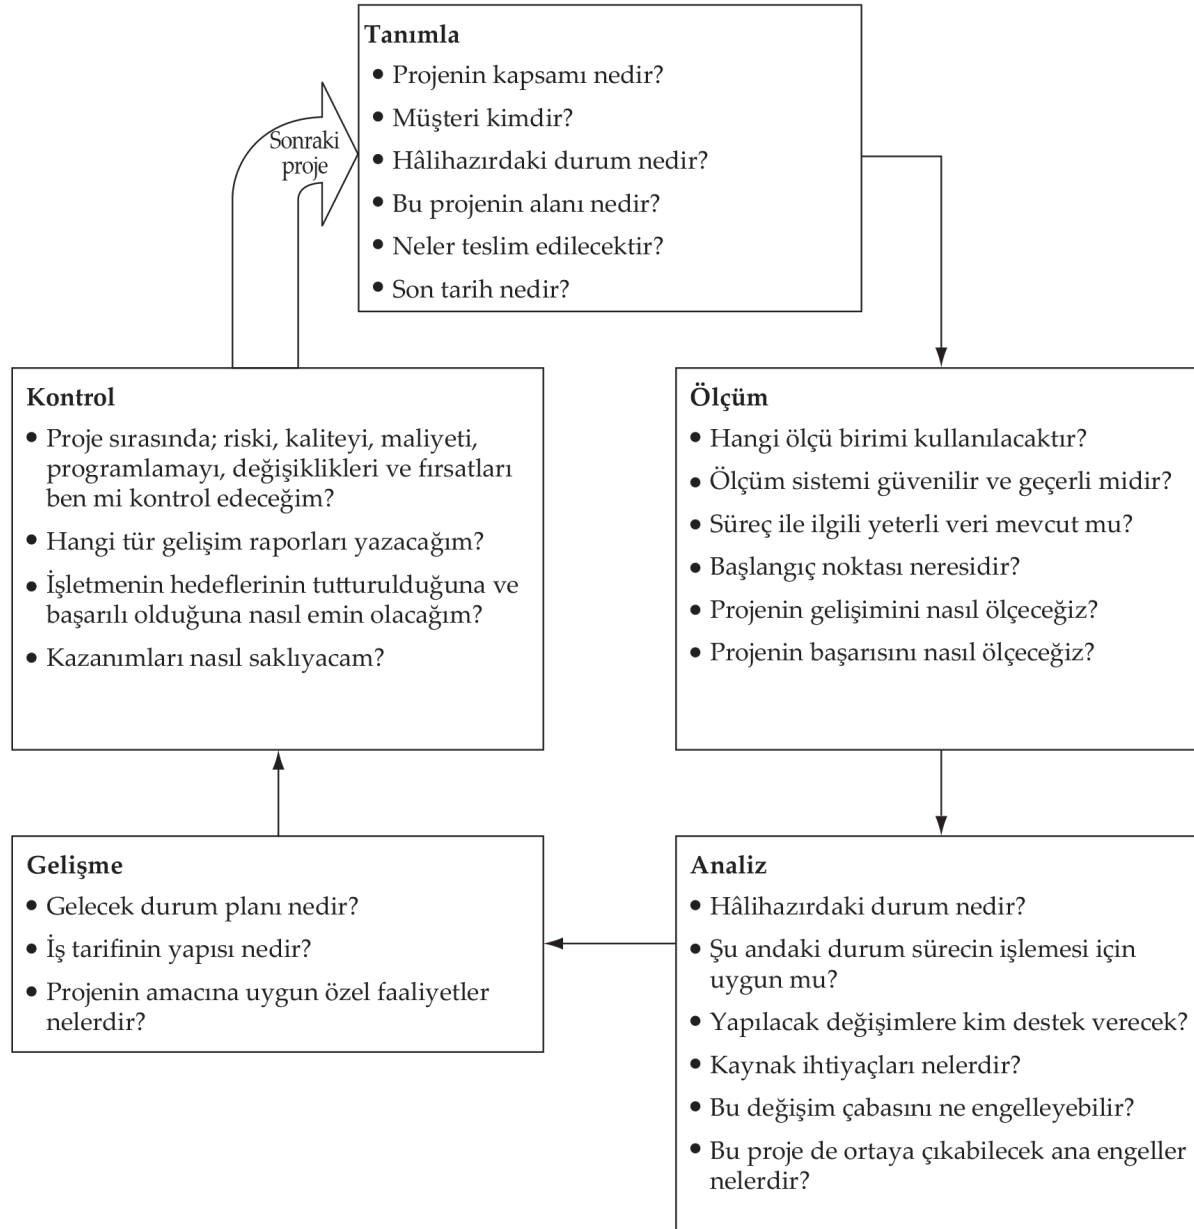 Tanımla
• Projenin kapsamı nedir?
• Müşteri kimdir?
• Hâlihazırdaki durum nedir?
• Bu projenin alanı nedir?
• Neler teslim edilecektir?
• Son tarih nedir?
Sonraki
proje
Ölçüm
• Hangi ölçü birimi kullanılacaktır?
• Ölçüm sistemi güvenilir ve geçerli midir?
• Süreç ile ilgili yeterli veri mevcut mu?
• Başlangıç noktası neresidir?
• Projenin gelişimini nasıl ölçeceğiz?
• Projenin başarısını nasıl ölçeceğiz?
Analiz
• Hâlihazırdaki durum nedir?
• Şu andaki durum sürecin işlemesi için
uygun mu?
• Yapılacak değişimlere kim destek verecek?
• Kaynak ihtiyaçları nelerdir?
• Bu değişim çabasını ne engelleyebilir?
• Bu proje de ortaya çıkabilecek ana engeller
nelerdir?
Gelişme
• Gelecek durum planı nedir?
• İş tarifinin yapısı nedir?
• Projenin amacına uygun özel faaliyetler
nelerdir?
Kontrol
• Proje sırasında; riski, kaliteyi, maliyeti,
programlamayı, değişiklikleri ve fırsatları
ben mi kontrol edeceğim?
• Hangi tür gelişim raporları yazacağım?
• İşletmenin hedeflerinin tutturulduğuna ve
başarılı olduğuna nasıl emin olacağım?
• Kazanımları nasıl saklıyacam?